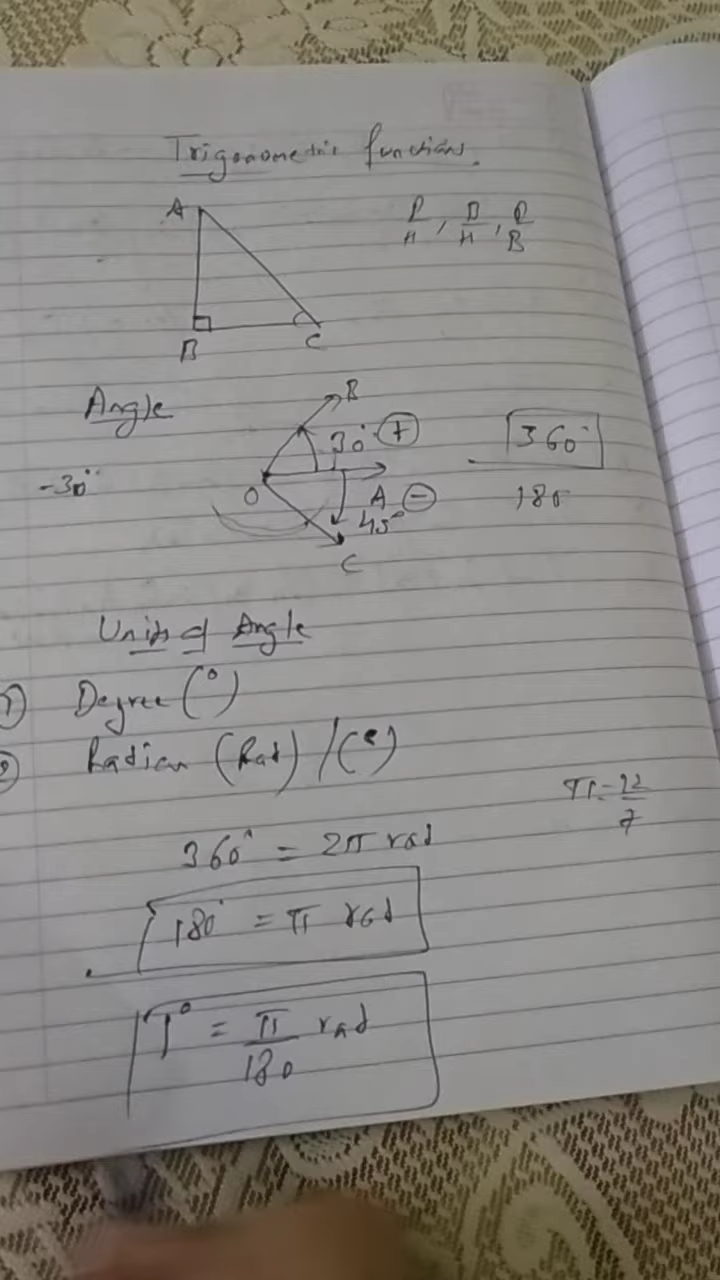 Trigonometric functions.
A
P/H, B/H, P/B
B C
Angle
B
30° +
360°
-30°
O
A -
180
45°
C
Units of Angle
1 Degree (°)
2 Radian (Rad) / (c)
π = 22/7
360° = 2π rad
180° = π rad
1° = π/180 rad